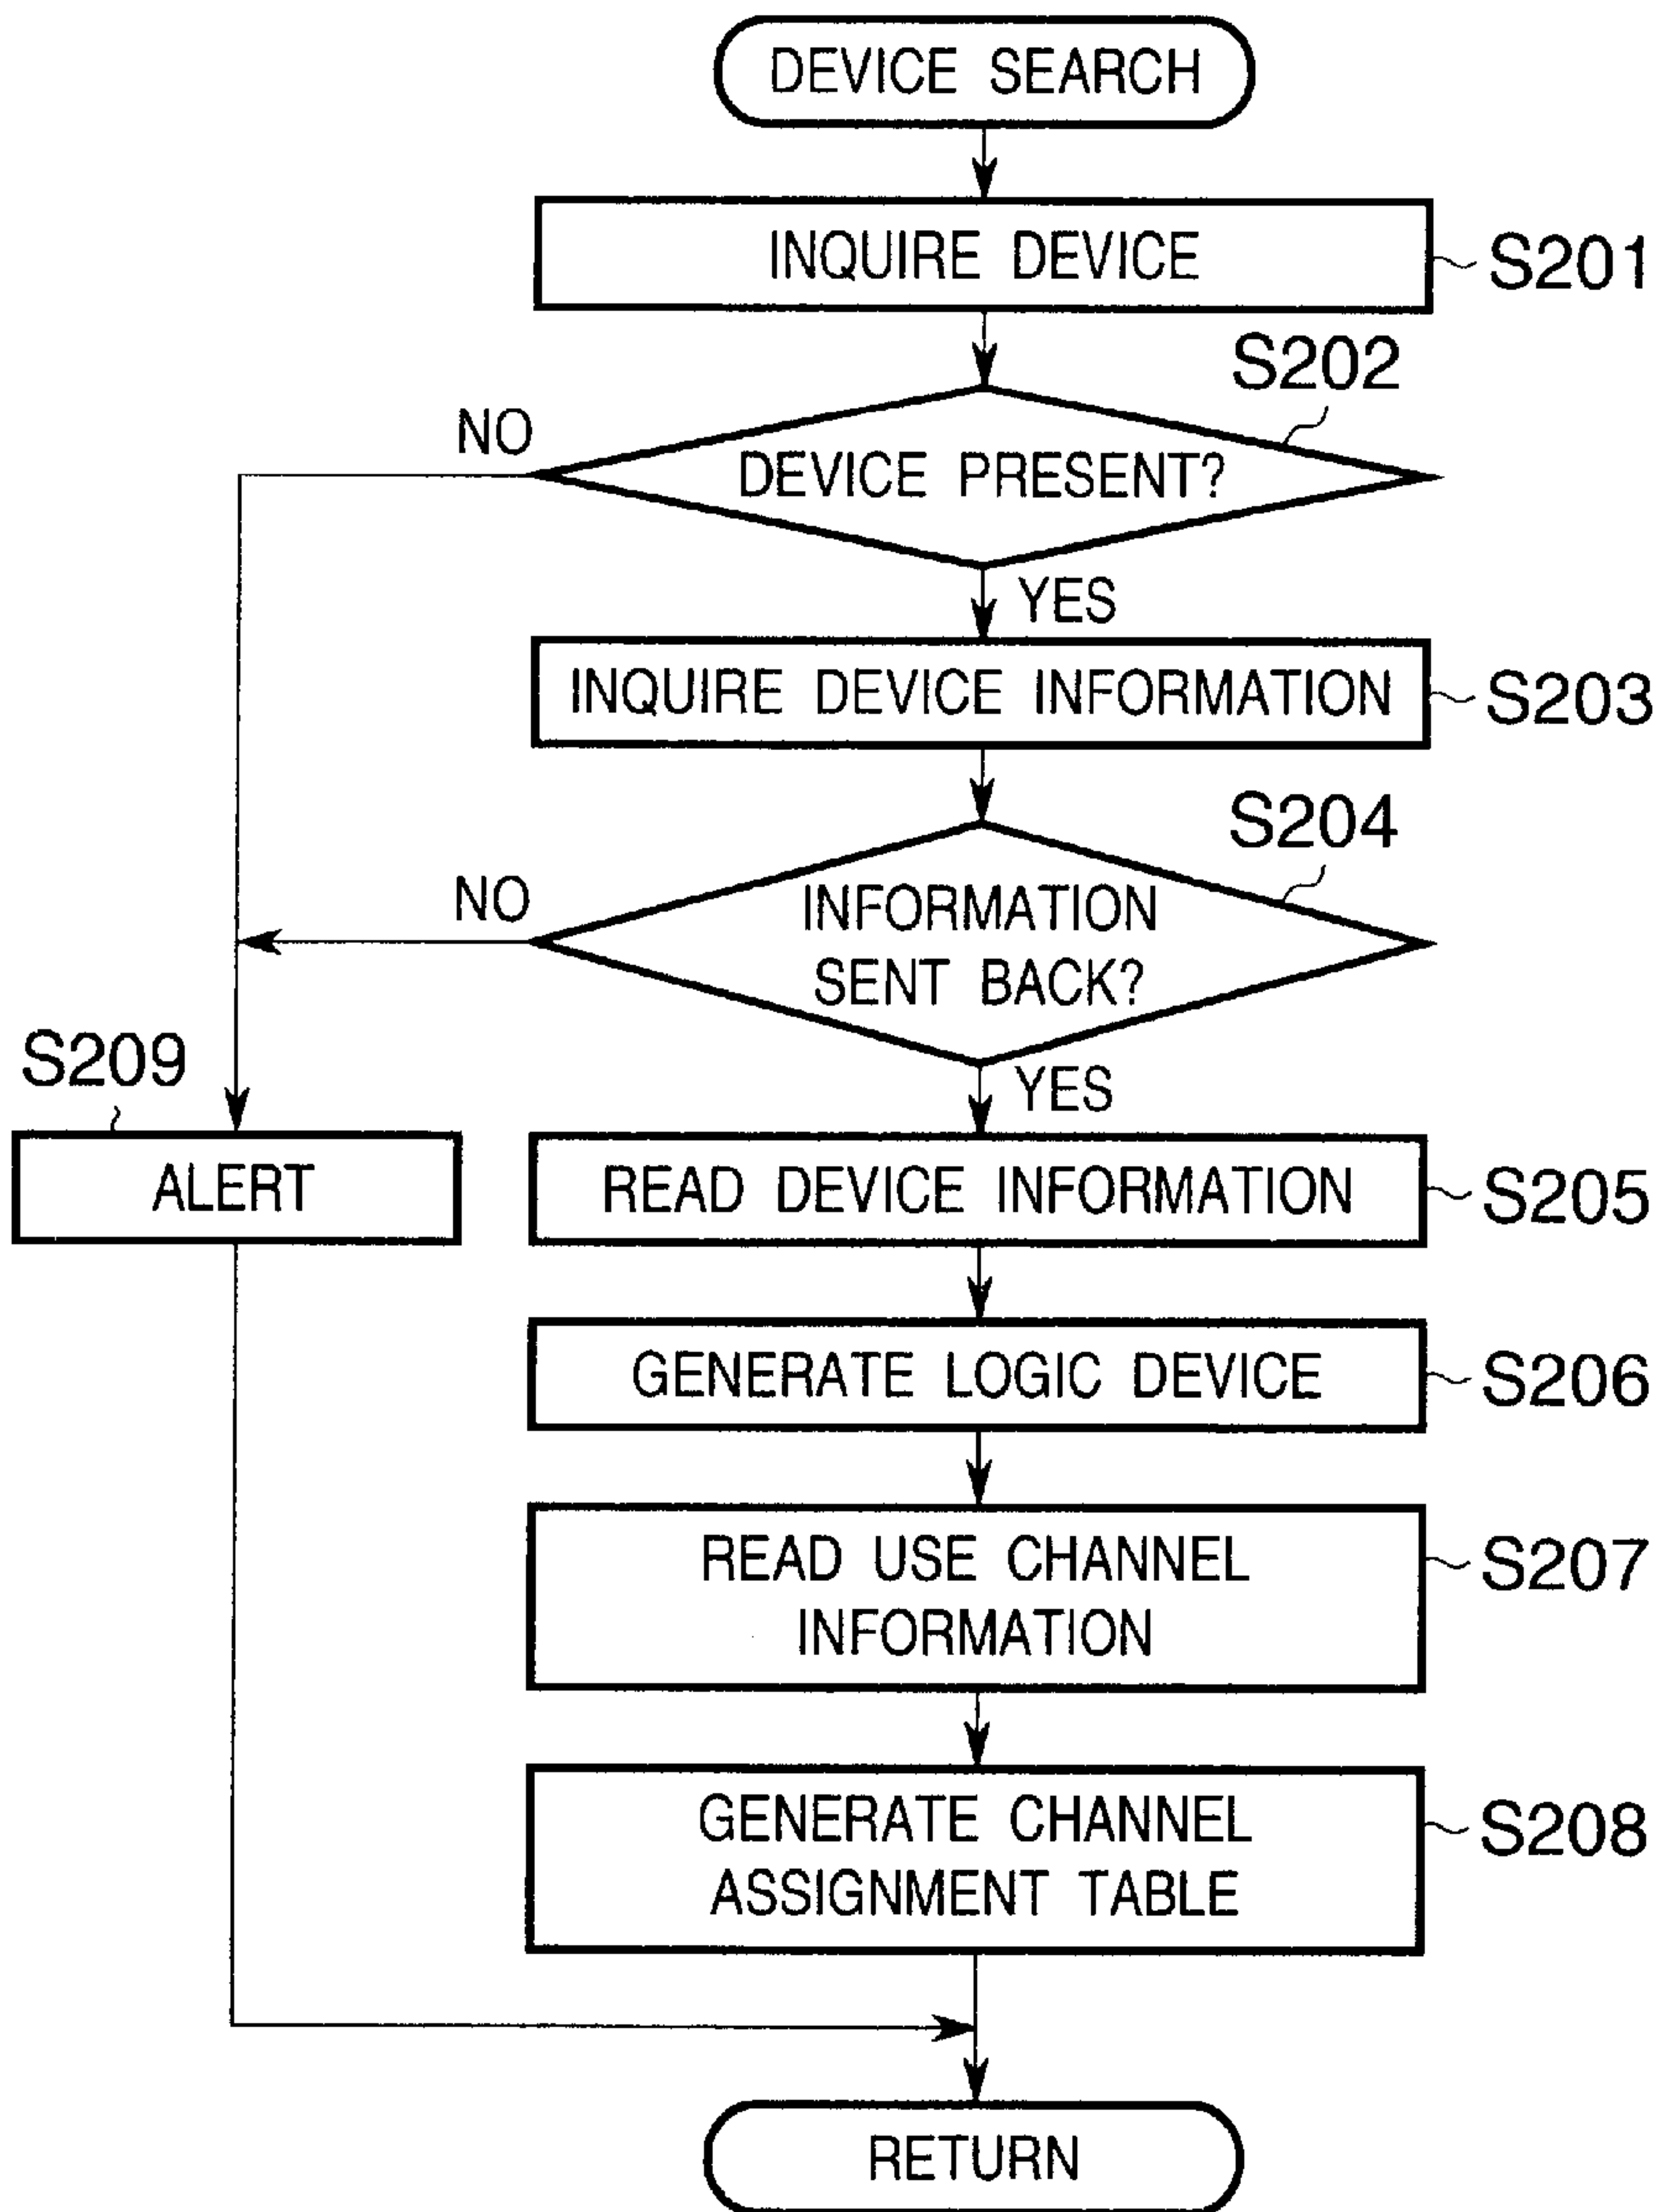 DEVICE SEARCH
INQUIRE DEVICE
S201
S202
NO
DEVICE PRESENT?
YES
INQUIRE DEVICE INFORMATION
S203
S204
NO
INFORMATION
SENT BACK?
YES
S209
ALERT
READ DEVICE INFORMATION
S205
GENERATE LOGIC DEVICE
S206
READ USE CHANNEL
INFORMATION
S207
GENERATE CHANNEL
ASSIGNMENT TABLE
S208
RETURN